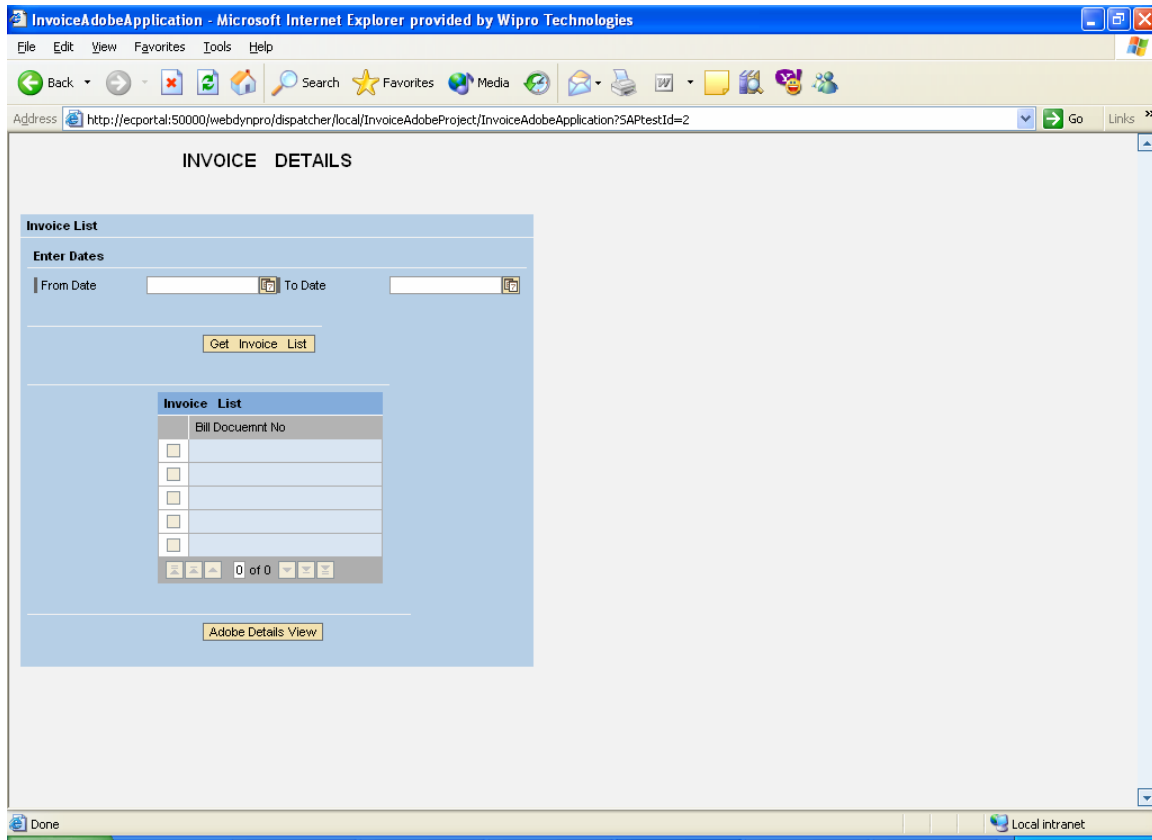 InvoiceAdobeApplication - Microsoft Internet Explorer provided by Wipro Technologies
File Edit View Favorites Tools Help
Back Search Favorites Media
Address http://ecportal:50000/webdynpro/dispatcher/local/InvoiceAdobeProject/InvoiceAdobeApplication?SAPtestId=2 Go Links »
INVOICE DETAILS
Invoice List
Enter Dates
From Date To Date
Get Invoice List
Invoice List
Bill Docuemnt No
0 of 0
Adobe Details View
Done Local intranet